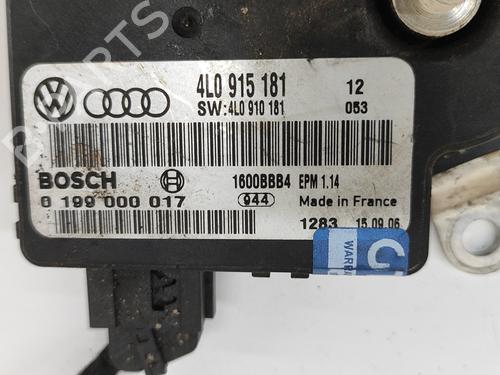 4L0 915 181 12
SW:4L0 910 181 053
BOSCH 1600BBB4 EPM 1.14
0 199 000 017 944 Made in France
1283 15.09.06